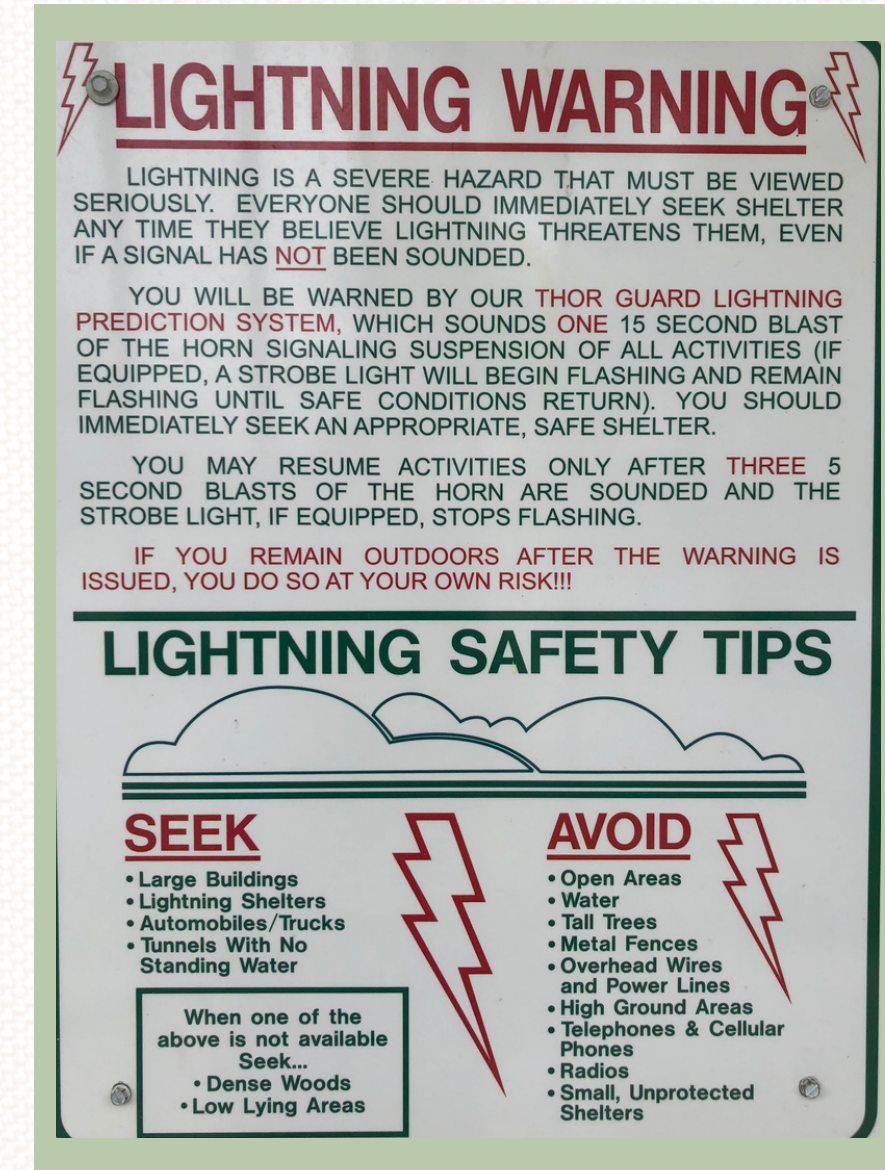 LIGHTNING WARNING
LIGHTNING IS A SEVERE HAZARD THAT MUST BE VIEWED
SERIOUSLY. EVERYONE SHOULD IMMEDIATELY SEEK SHELTER
ANY TIME THEY BELIEVE LIGHTNING THREATENS THEM, EVEN
IF A SIGNAL HAS NOT BEEN SOUNDED.
YOU WILL BE WARNED BY OUR THOR GUARD LIGHTNING
PREDICTION SYSTEM, WHICH SOUNDS ONE 15 SECOND BLAST
OF THE HORN SIGNALING SUSPENSION OF ALL ACTIVITIES (IF
EQUIPPED, A STROBE LIGHT WILL BEGIN FLASHING AND REMAIN
FLASHING UNTIL SAFE CONDITIONS RETURN). YOU SHOULD
IMMEDIATELY SEEK AN APPROPRIATE, SAFE SHELTER.
YOU MAY RESUME ACTIVITIES ONLY AFTER THREE 5
SECOND BLASTS OF THE HORN ARE SOUNDED AND THE
STROBE LIGHT, IF EQUIPPED, STOPS FLASHING.
IF YOU REMAIN OUTDOORS AFTER THE WARNING IS
ISSUED, YOU DO SO AT YOUR OWN RISK!!!
LIGHTNING SAFETY TIPS
SEEK
• Large Buildings
• Lightning Shelters
• Automobiles/Trucks
• Tunnels With No
Standing Water
When one of the
above is not available
Seek...
• Dense Woods
• Low Lying Areas
AVOID
• Open Areas
• Water
• Tall Trees
• Metal Fences
• Overhead Wires
and Power Lines
• High Ground Areas
• Telephones & Cellular
Phones
• Radios
• Small, Unprotected
Shelters